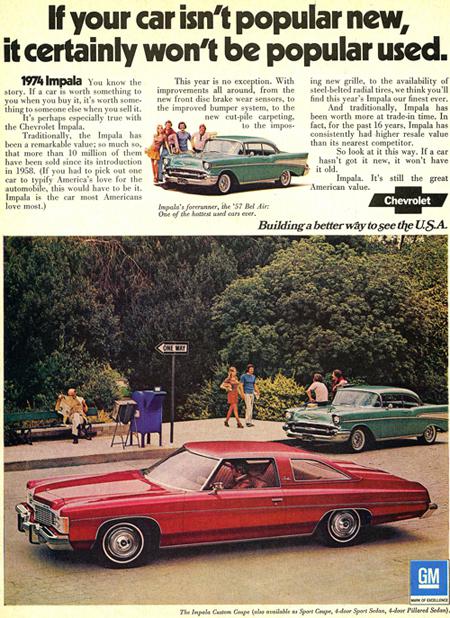 If your car isn't popular new,
it certainly won't be popular used.
1974 Impala You know the
story. If a car is worth something to
you when you buy it, it's worth some-
thing to someone else when you sell it.
It's perhaps especially true with
the Chevrolet Impala.
Traditionally, the Impala has
been a remarkable value; so much so,
that more than 10 million of them
have been sold since its introduction
in 1958. (If you had to pick out one
car to typify America's love for the
automobile, this would have to be it.
Impala is the car most Americans
love most.)
This year is no exception. With
improvements all around, from the
new front disc brake wear sensors, to
the improved bumper system, to the
new cut-pile carpeting,
to the impos-
Impala's forerunner, the '57 Bel Air:
One of the hottest used cars ever.
ing new grille, to the availability of
steel-belted radial tires, we think you'll
find this year's Impala our finest ever.
And traditionally, Impala has
been worth more at trade-in time. In
fact, for the past 16 years, Impala has
consistently had higher resale value
than its nearest competitor.
So look at it this way. If a car
hasn't got it new, it won't have
it old.
Impala. It's still the great
American value.
Chevrolet
Building a better way to see the U.S.A.
ONE WAY
GM
MARK OF EXCELLENCE
The Impala Custom Coupe (also available as Sport Coupe, 4-door Sport Sedan, 4-door Pillared Sedan).